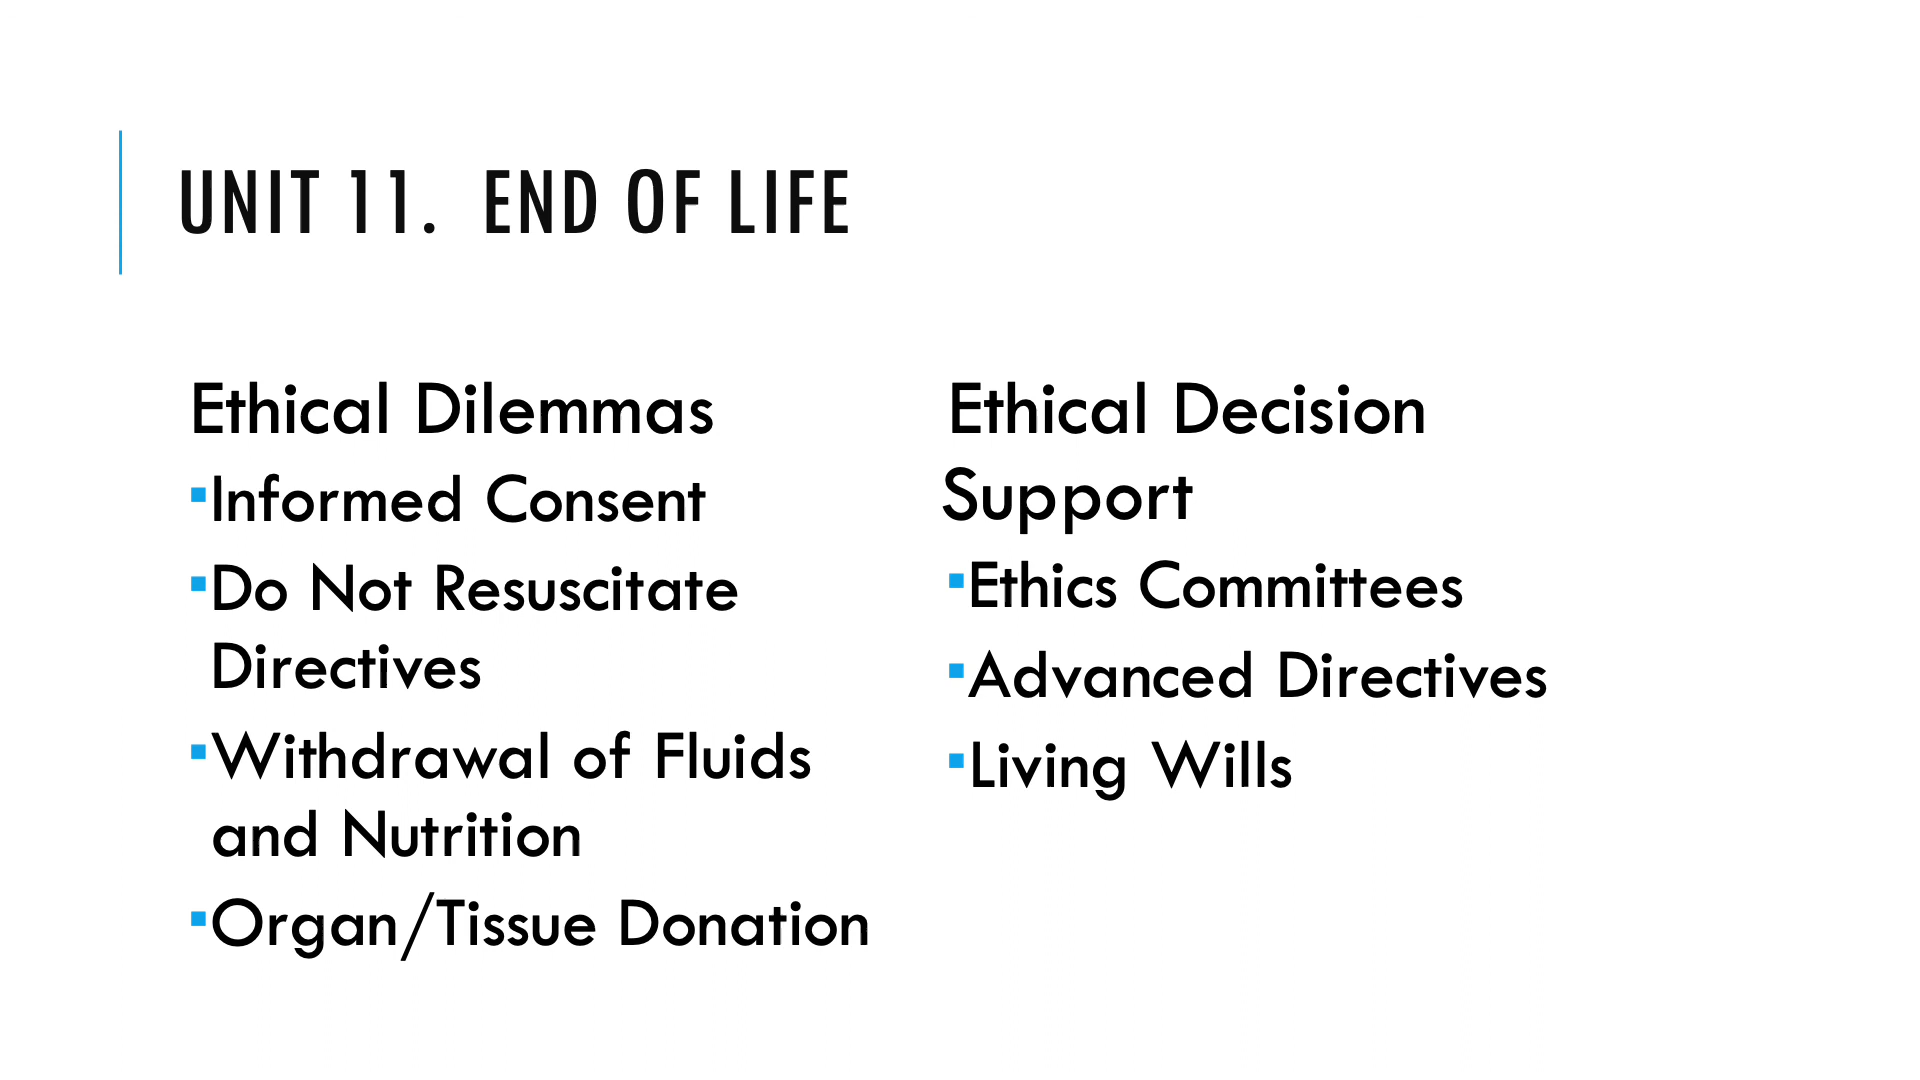 UNIT 11.  END OF LIFE
Ethical Dilemmas
▪Informed Consent
▪Do Not Resuscitate
Directives
▪Withdrawal of Fluids
and Nutrition
▪Organ/Tissue Donation
Ethical Decision
Support
▪Ethics Committees
▪Advanced Directives
▪Living Wills